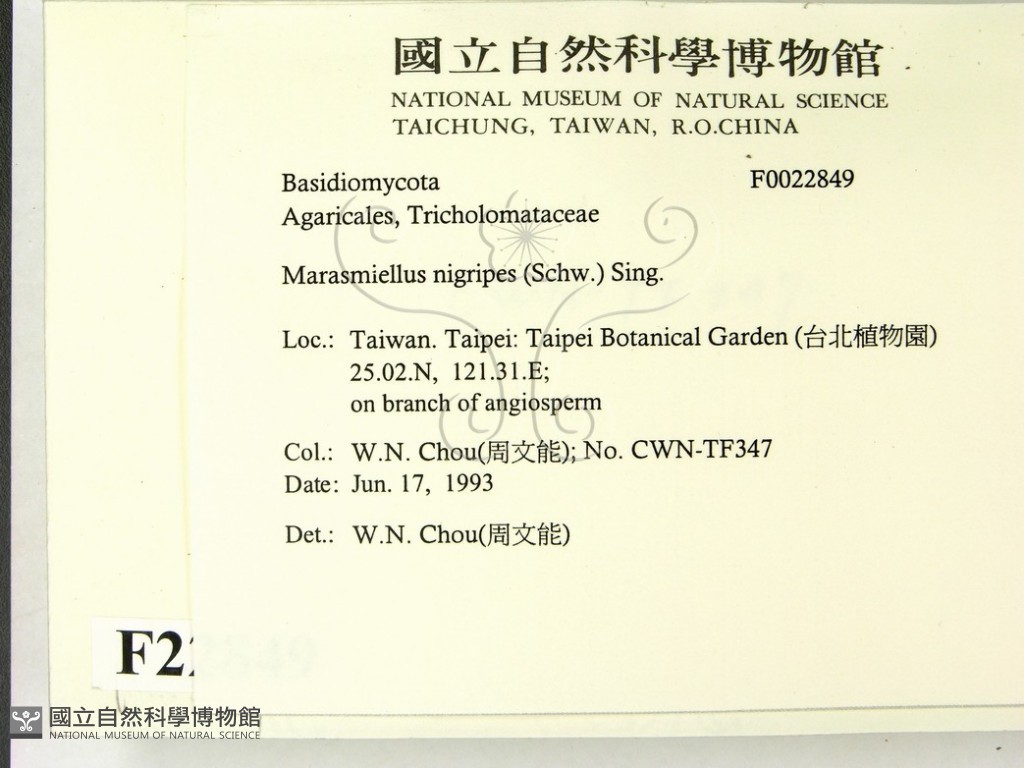 國立自然科學博物館
NATIONAL MUSEUM OF NATURAL SCIENCE
TAICHUNG, TAIWAN, R.O.CHINA
Basidiomycota F0022849
Agaricales, Tricholomataceae
Marasmiellus nigripes (Schw.) Sing.
Loc.: Taiwan. Taipei: Taipei Botanical Garden (台北植物園)
25.02.N, 121.31.E;
on branch of angiosperm
Col.: W.N. Chou(周文能); No. CWN-TF347
Date: Jun. 17, 1993
Det.: W.N. Chou(周文能)
F22849
國立自然科學博物館
NATIONAL MUSEUM OF NATURAL SCIENCE